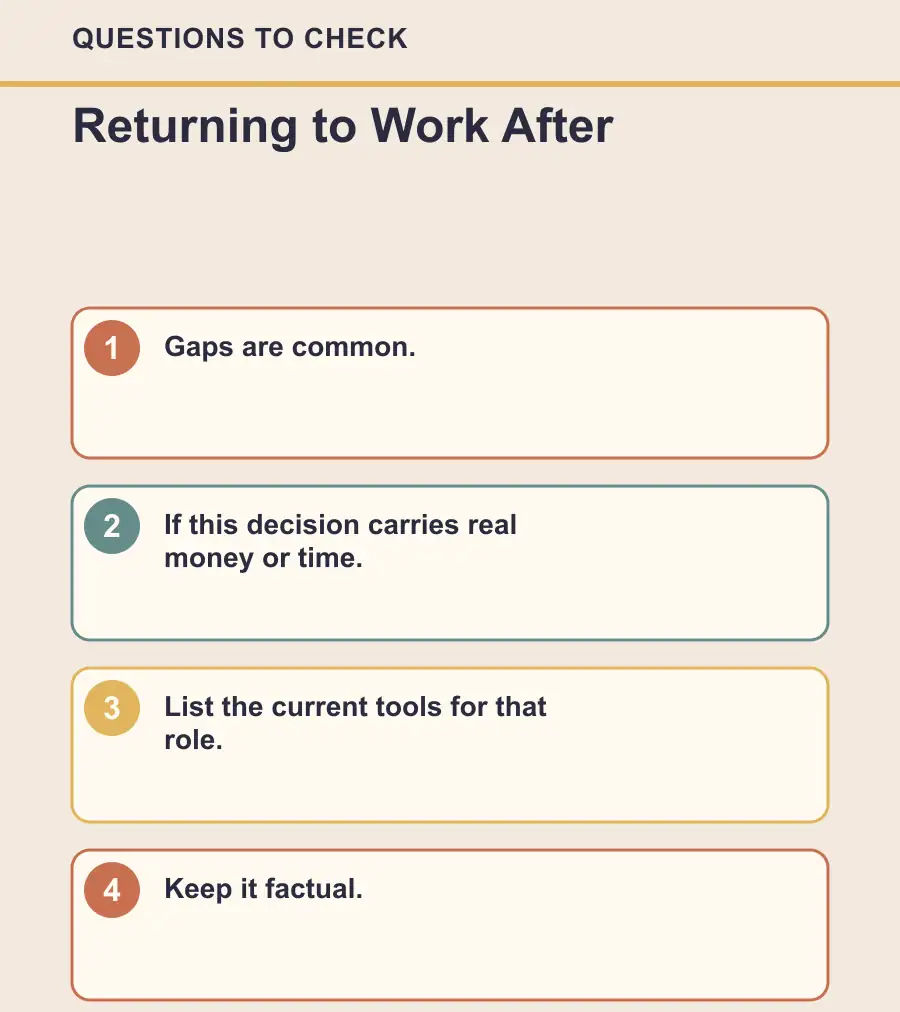 QUESTIONS TO CHECK
Returning to Work After
1
Gaps are common.
2
If this decision carries real
money or time.
3
List the current tools for that
role.
4
Keep it factual.